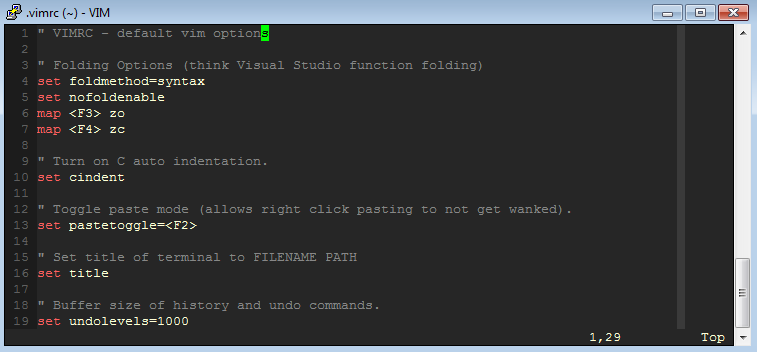 .vimrc (~) - VIM
1 " VIMRC - default vim options
2
3 " Folding Options (think Visual Studio function folding)
4 set foldmethod=syntax
5 set nofoldenable
6 map <F3> zo
7 map <F4> zc
8
9 " Turn on C auto indentation.
10 set cindent
11
12 " Toggle paste mode (allows right click pasting to not get wanked).
13 set pastetoggle=<F2>
14
15 " Set title of terminal to FILENAME PATH
16 set title
17
18 " Buffer size of history and undo commands.
19 set undolevels=1000
1,29 Top